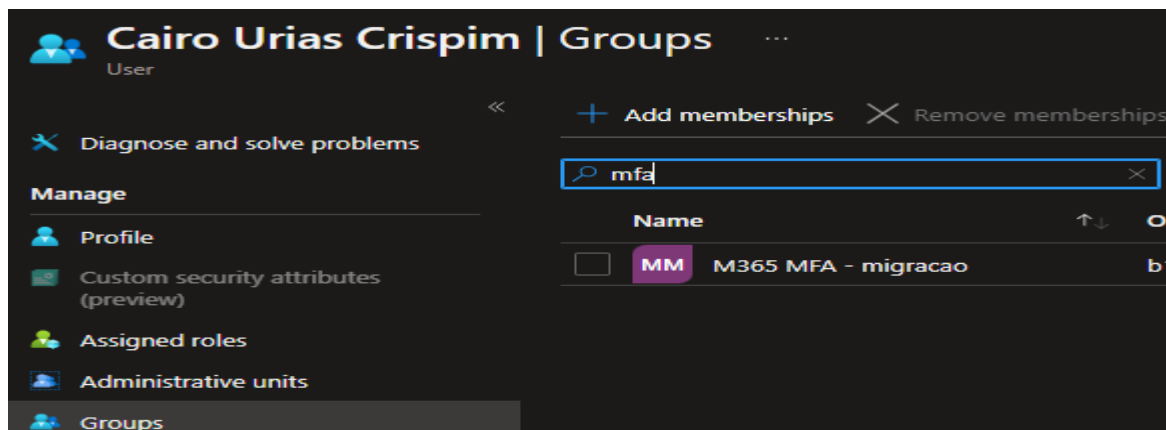 Cairo Urias Crispim | Groups ...
User
«
Diagnose and solve problems
Manage
Profile
Custom security attributes
(preview)
Assigned roles
Administrative units
Groups
Add memberships Remove memberships
mfa
Name ↑↓ O
MM M365 MFA - migracao b